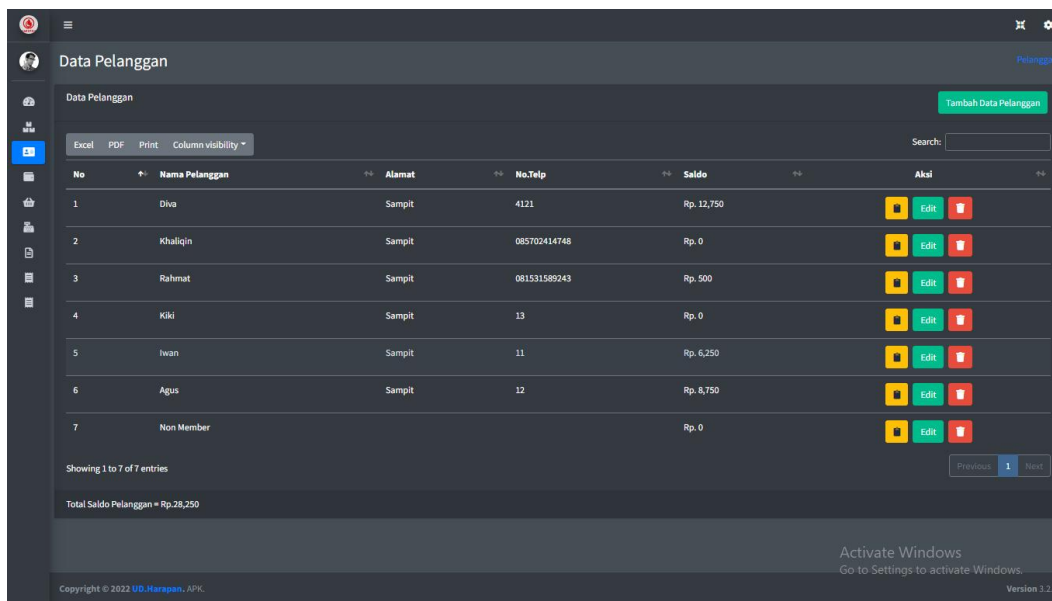 Data Pelanggan
Data Pelanggan
Tambah Data Pelanggan
Excel PDF Print Column visibility
Search:
No Nama Pelanggan Alamat No.Telp Saldo Aksi
1 Diva Sampit 4121 Rp. 12,750 Edit
2 Khaliqin Sampit 085702414748 Rp. 0 Edit
3 Rahmat Sampit 081531589243 Rp. 500 Edit
4 Kiki Sampit 13 Rp. 0 Edit
5 Iwan Sampit 11 Rp. 6,250 Edit
6 Agus Sampit 12 Rp. 8,750 Edit
7 Non Member Rp. 0 Edit
Showing 1 to 7 of 7 entries
Previous 1 Next
Total Saldo Pelanggan = Rp.28,250
Activate Windows
Go to Settings to activate Windows.
Copyright © 2022 UD.Harapan. APK.
Version 3.2